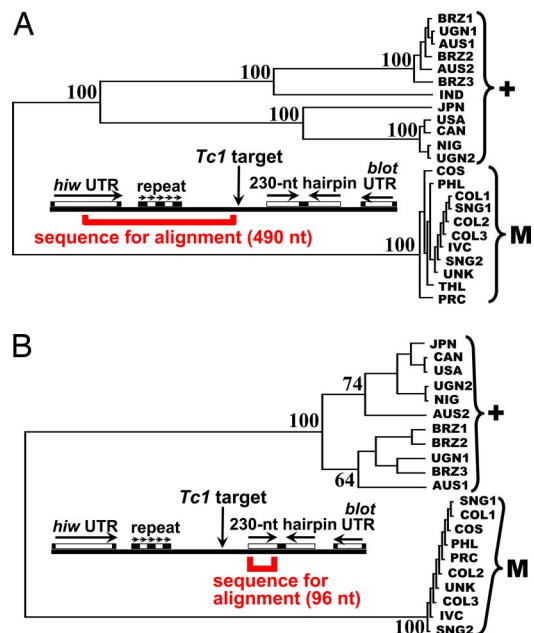 A
BRZ1
UGN1
AUS1
BRZ2
AUS2
BRZ3
IND
JPN
USA
CAN
NIG
UGN2
+
100
100
100
100
100
Tc1 target
hiw UTR
repeat
230-nt hairpin
blot UTR
sequence for alignment (490 nt)
COS
PHL
COL1
SNG1
COL2
COL3
IVC
SNG2
UNK
THL
PRC
M
B
JPN
CAN
USA
UGN2
NIG
AUS2
BRZ1
BRZ2
UGN1
BRZ3
AUS1
+
74
100
64
Tc1 target
hiw UTR
repeat
230-nt hairpin
blot UTR
sequence for
alignment (96 nt)
SNG1
COL1
COS
PHL
PRC
COL2
UNK
COL3
IVC
SNG2
M
100